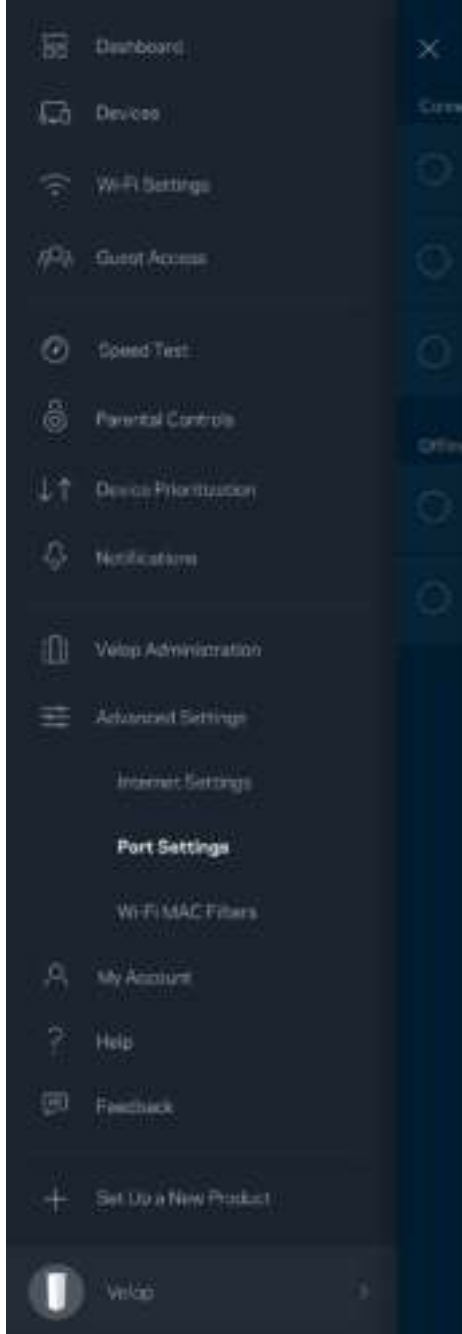 Dashboard
Devices
Wi-Fi Settings
Guest Access
Speed Test
Parental Controls
Device Prioritization
Notifications
Velop Administration
Advanced Settings
Internet Settings
Port Settings
Wi-Fi MAC Filters
My Account
Help
Feedback
Set Up a New Product
Velop